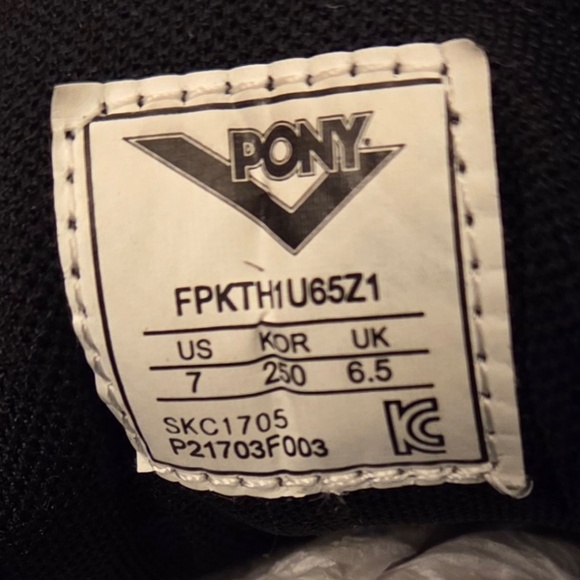 PONY
FPKTH1U65Z1
US KOR UK
7 250 6.5
SKC1705
P21703F003
KC